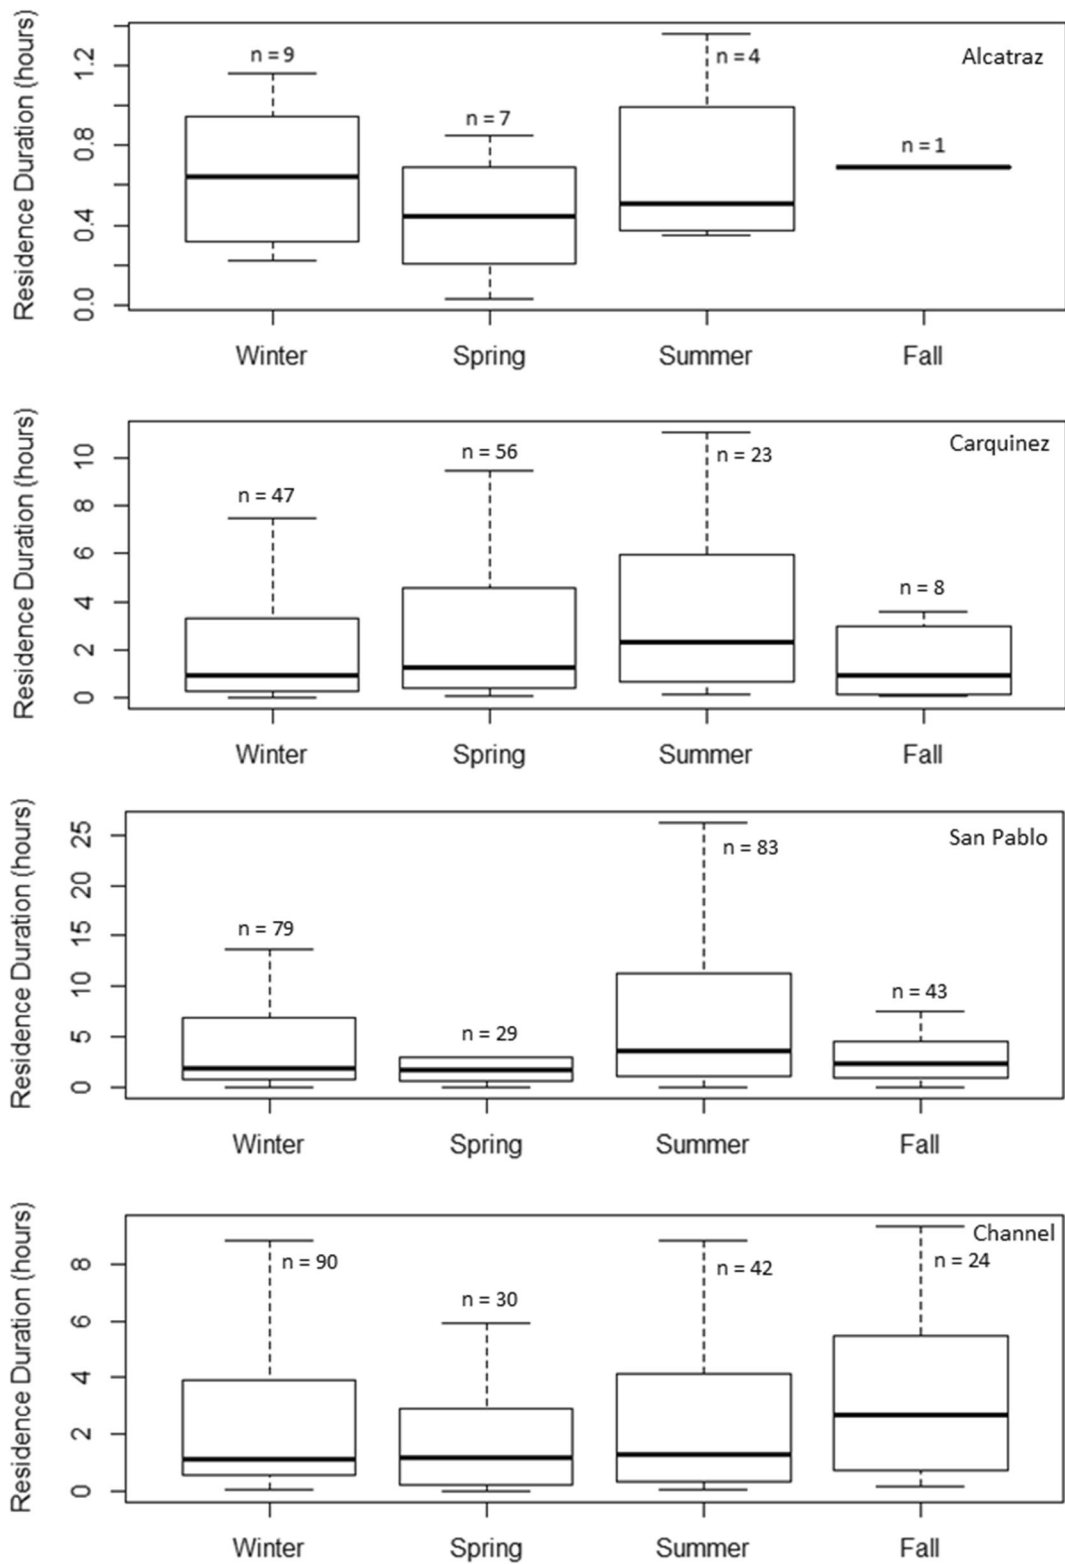 Residence Duration (hours)
0.0 0.4 0.8 1.2
n = 9
n = 7
n = 4
n = 1
Alcatraz
Winter Spring Summer Fall
Residence Duration (hours)
0 2 4 6 8 10
n = 47
n = 56
n = 23
n = 8
Carquinez
Winter Spring Summer Fall
Residence Duration (hours)
0 5 10 15 20 25
n = 79
n = 29
n = 83
n = 43
San Pablo
Winter Spring Summer Fall
Residence Duration (hours)
0 2 4 6 8
n = 90
n = 30
n = 42
n = 24
Channel
Winter Spring Summer Fall